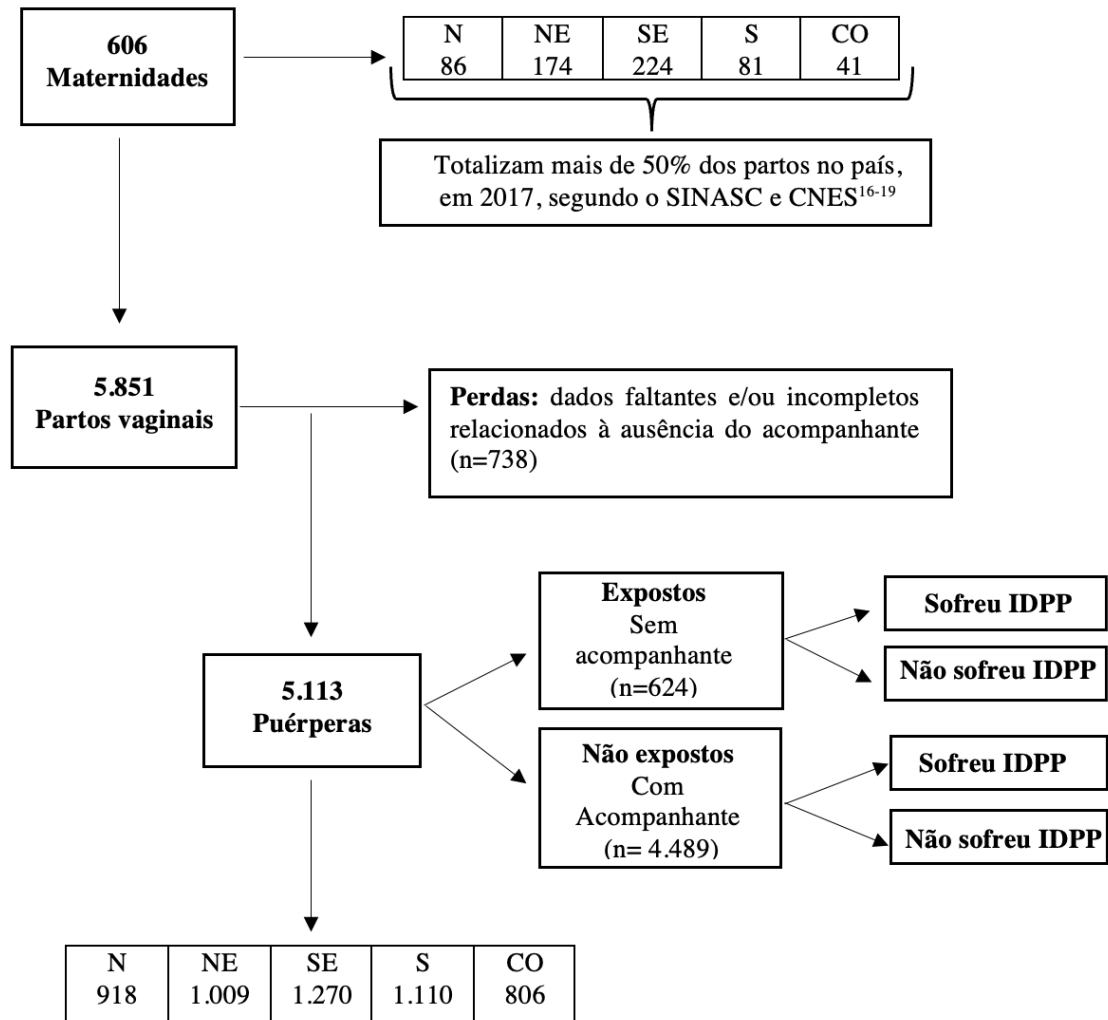 606
Maternidades
N NE SE S CO
86 174 224 81 41
Totalizam mais de 50% dos partos no país,
em 2017, segundo o SINASC e CNES16-19
5.851
Partos vaginais
Perdas: dados faltantes e/ou incompletos
relacionados à ausência do acompanhante
(n=738)
Expostos
Sem
acompanhante
(n=624)
Sofreu IDPP
Não sofreu IDPP
5.113
Puérperas
Não expostos
Com
Acompanhante
(n= 4.489)
Sofreu IDPP
Não sofreu IDPP
N NE SE S CO
918 1.009 1.270 1.110 806